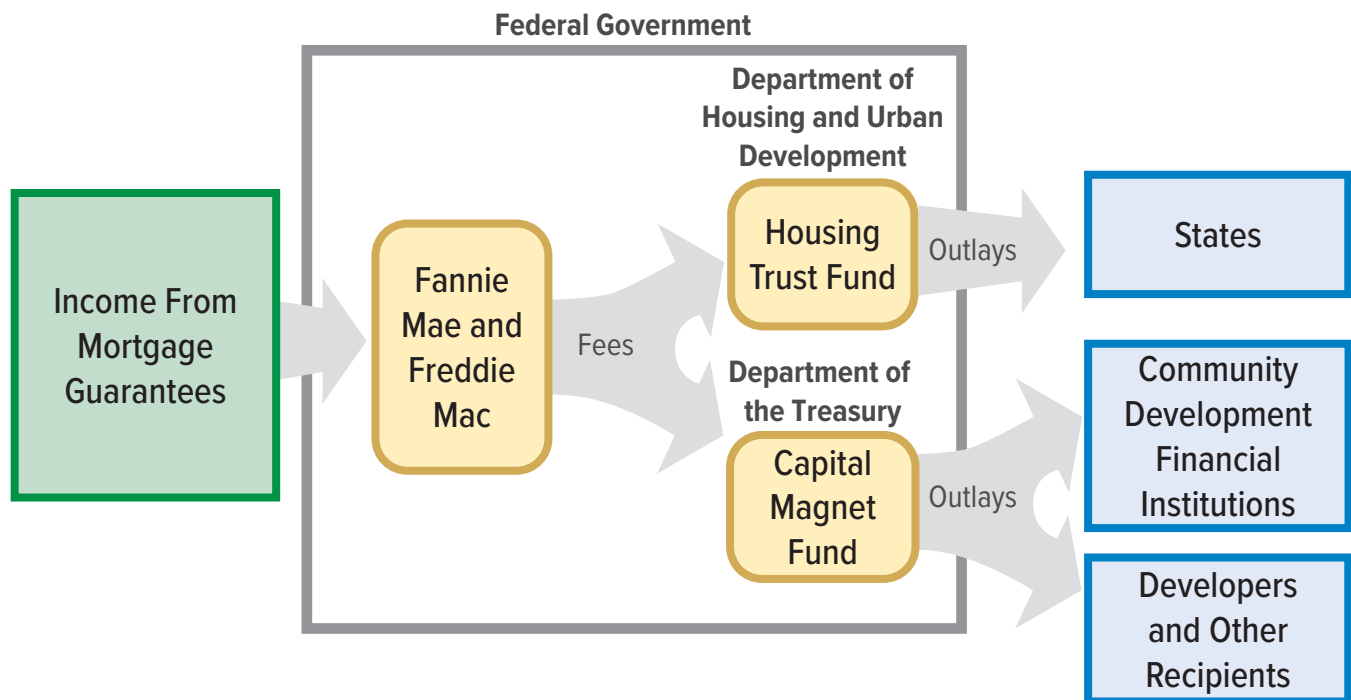 Federal Government
Income From
Mortgage
Guarantees
Fannie
Mae and
Freddie
Mac
Fees
Department of
Housing and Urban
Development
Housing
Trust Fund
Outlays
States
Department of
the Treasury
Capital
Magnet
Fund
Outlays
Community
Development
Financial
Institutions
Developers
and Other
Recipients